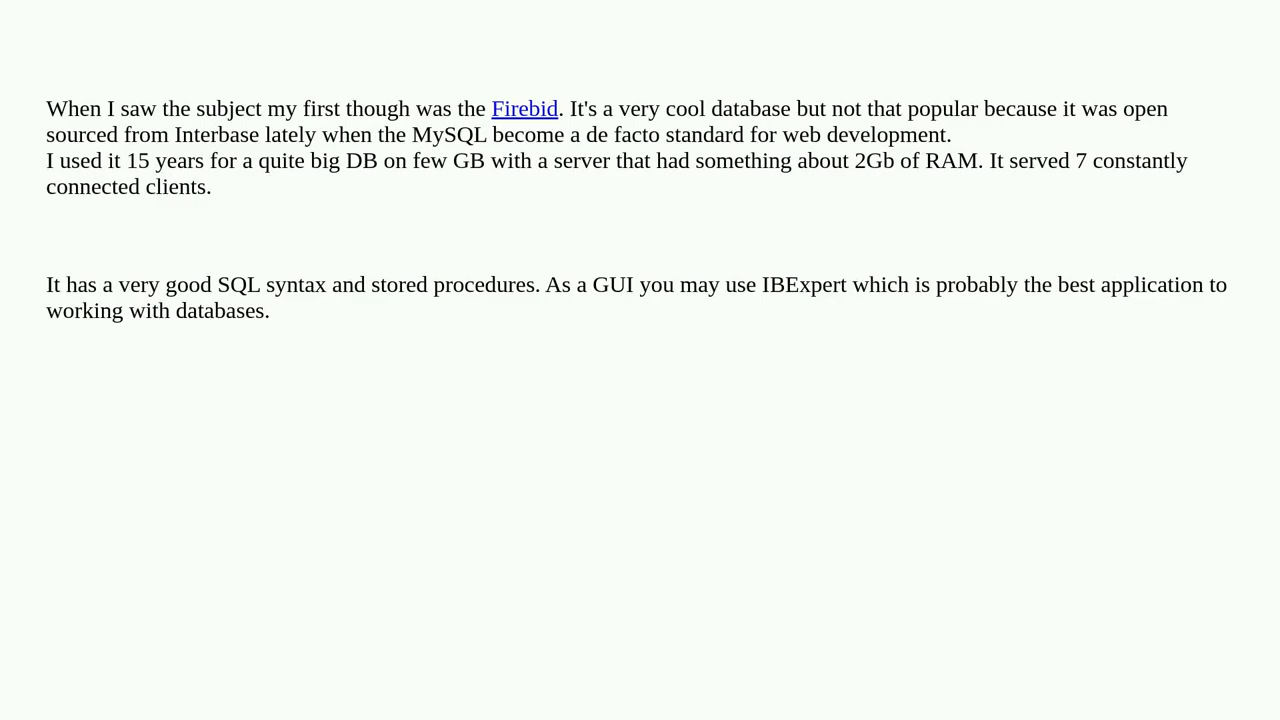 When I saw the subject my first though was the Firebid. It's a very cool database but not that popular because it was open
sourced from Interbase lately when the MySQL become a de facto standard for web development.
I used it 15 years for a quite big DB on few GB with a server that had something about 2Gb of RAM. It served 7 constantly
connected clients.
It has a very good SQL syntax and stored procedures. As a GUI you may use IBExpert which is probably the best application to
working with databases.